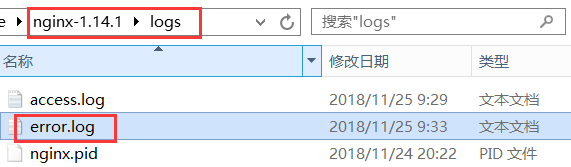 e ▸ nginx-1.14.1 ▸ logs
搜索"logs"
名称 修改日期 类型
access.log 2018/11/25 9:29 文本文档
error.log 2018/11/25 9:33 文本文档
nginx.pid 2018/11/24 20:22 PID 文件